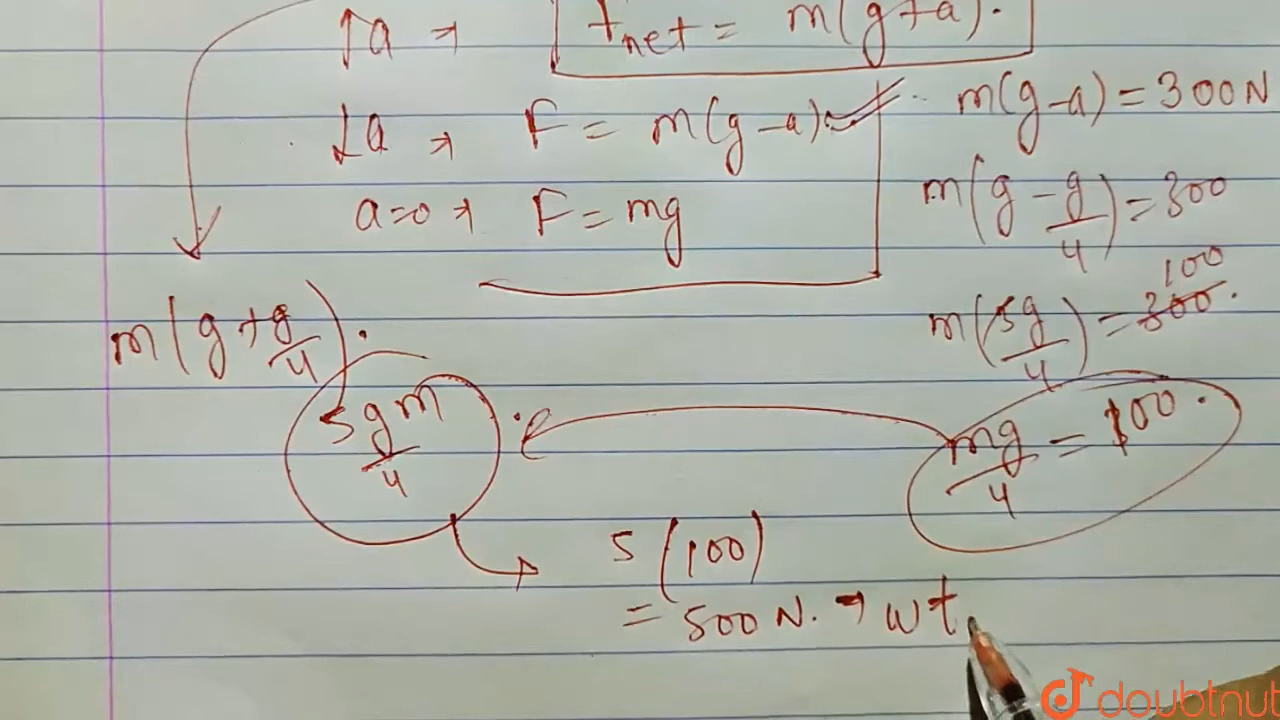 ↑a → Fnet = m(g+a).
↓a → F = m(g-a)
a=0 → F = mg
m(g-a) = 300N
m(g - g/4) = 300
m(3g/4) = 300. 100
mg/4 = 100.
m(g + g/4).
5gm/4
5(100)
= 500 N. → wt
doubtnut